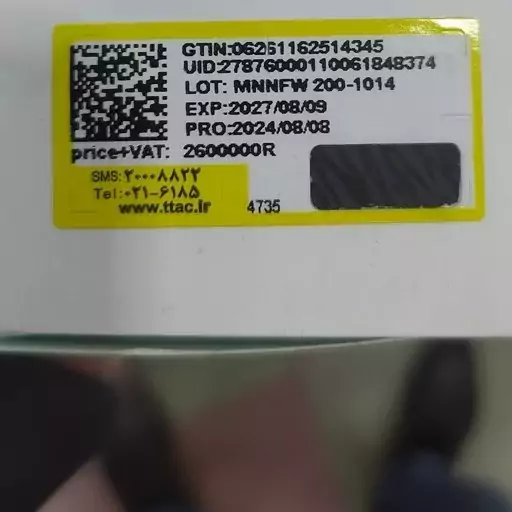 GTIN:06261162514345
UID:27876000110061848374
LOT: MNNFW 200-1014
EXP:2027/08/09
PRO:2024/08/08
price+VAT: 2600000R
SMS:۲۰۰۰۸۸۲۲
Tel:۰۲۱-۶۱۸۵
www.ttac.ir
4735